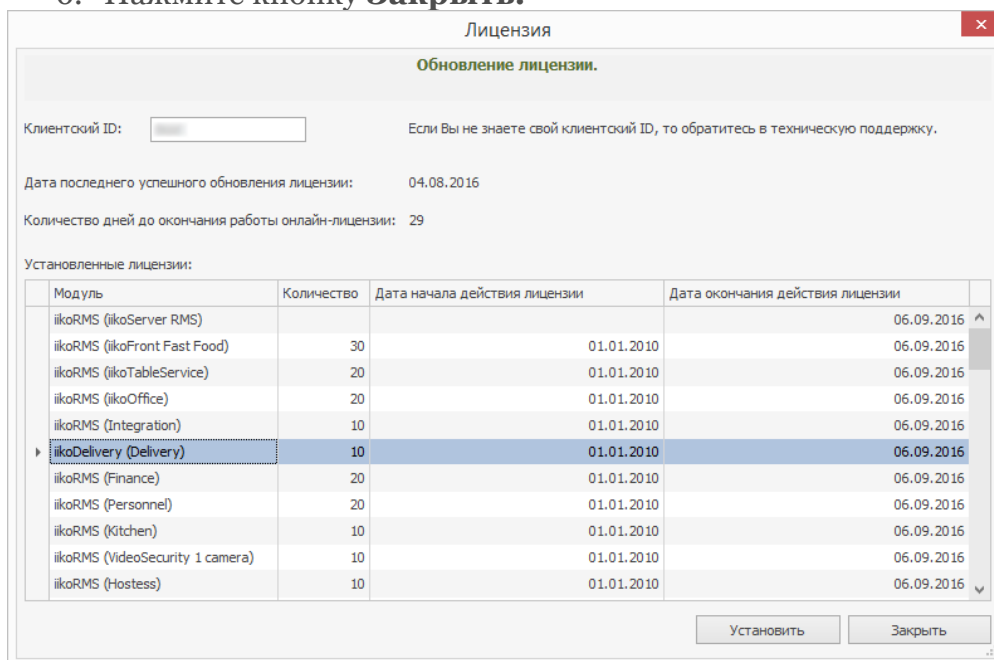 6. Нажмите кнопку Закрыть.
Лицензия
Обновление лицензии.
Клиентский ID: Если Вы не знаете свой клиентский ID, то обратитесь в техническую поддержку.
Дата последнего успешного обновления лицензии: 04.08.2016
Количество дней до окончания работы онлайн-лицензии: 29
Установленные лицензии:
Модуль Количество Дата начала действия лицензии Дата окончания действия лицензии
iikoRMS (iikoServer RMS) 06.09.2016
iikoRMS (iikoFront Fast Food) 30 01.01.2010 06.09.2016
iikoRMS (iikoTableService) 20 01.01.2010 06.09.2016
iikoRMS (iikoOffice) 20 01.01.2010 06.09.2016
iikoRMS (Integration) 10 01.01.2010 06.09.2016
iikoDelivery (Delivery) 10 01.01.2010 06.09.2016
iikoRMS (Finance) 20 01.01.2010 06.09.2016
iikoRMS (Personnel) 20 01.01.2010 06.09.2016
iikoRMS (Kitchen) 10 01.01.2010 06.09.2016
iikoRMS (VideoSecurity 1 camera) 10 01.01.2010 06.09.2016
iikoRMS (Hostess) 10 01.01.2010 06.09.2016
Установить Закрыть